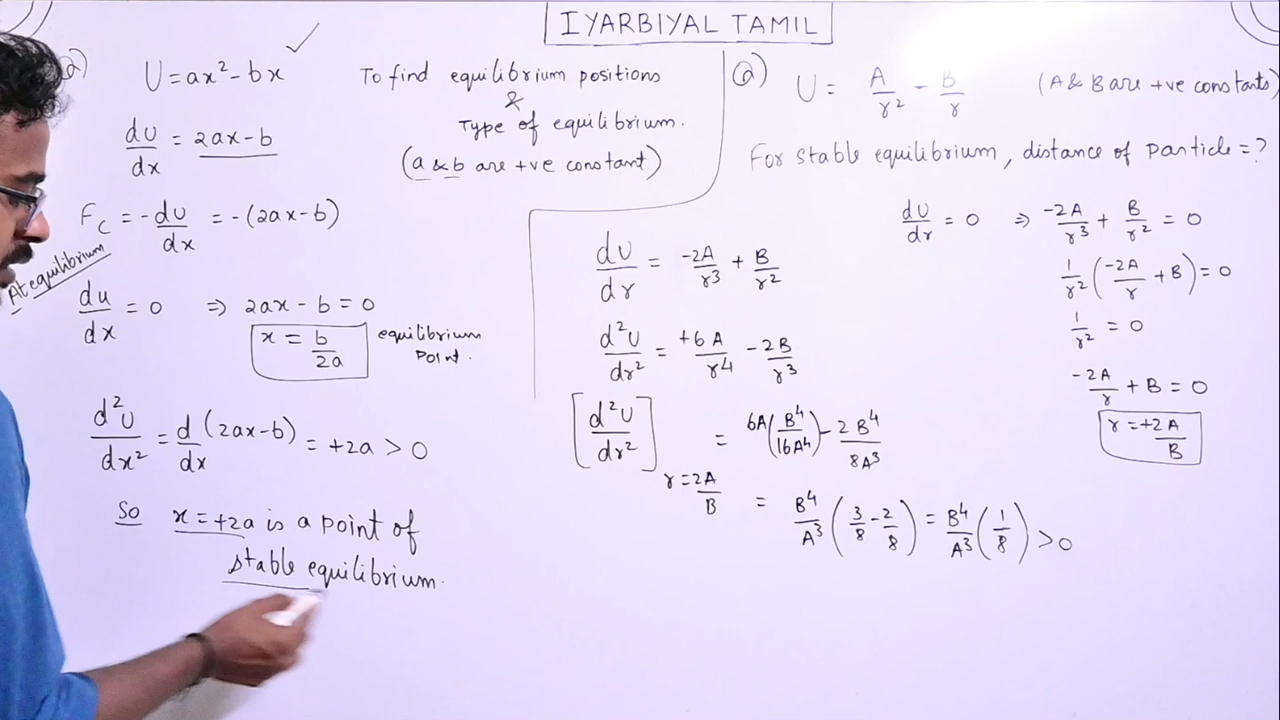 IYARBIYAL TAMIL
a)
U = ax² - bx
To find equilibrium positions
&
Type of equilibrium.
(a & b are +ve constant)
dU/dx = 2ax - b
F_C = -dU/dx = -(2ax - b)
At equilibrium
du/dx = 0 ⇒ 2ax - b = 0
x = b/2a equilibrium point.
d²U/dx² = d/dx (2ax - b) = +2a > 0
So x = +2a is a point of
stable equilibrium.
Q) U = A/r² - B/r (A & B are +ve constants)
For stable equilibrium, distance of particle = ?
dU/dr = 0 ⇒ -2A/r³ + B/r² = 0
1/r² (-2A/r + B) = 0
1/r² = 0
-2A/r + B = 0
r = +2A/B
dU/dr = -2A/r³ + B/r²
d²U/dr² = +6A/r⁴ - 2B/r³
[d²U/dr²] r = 2A/B = 6A(B⁴/16A⁴) - 2B⁴/8A³
= B⁴/A³ (3/8 - 2/8) = B⁴/A³ (1/8) > 0